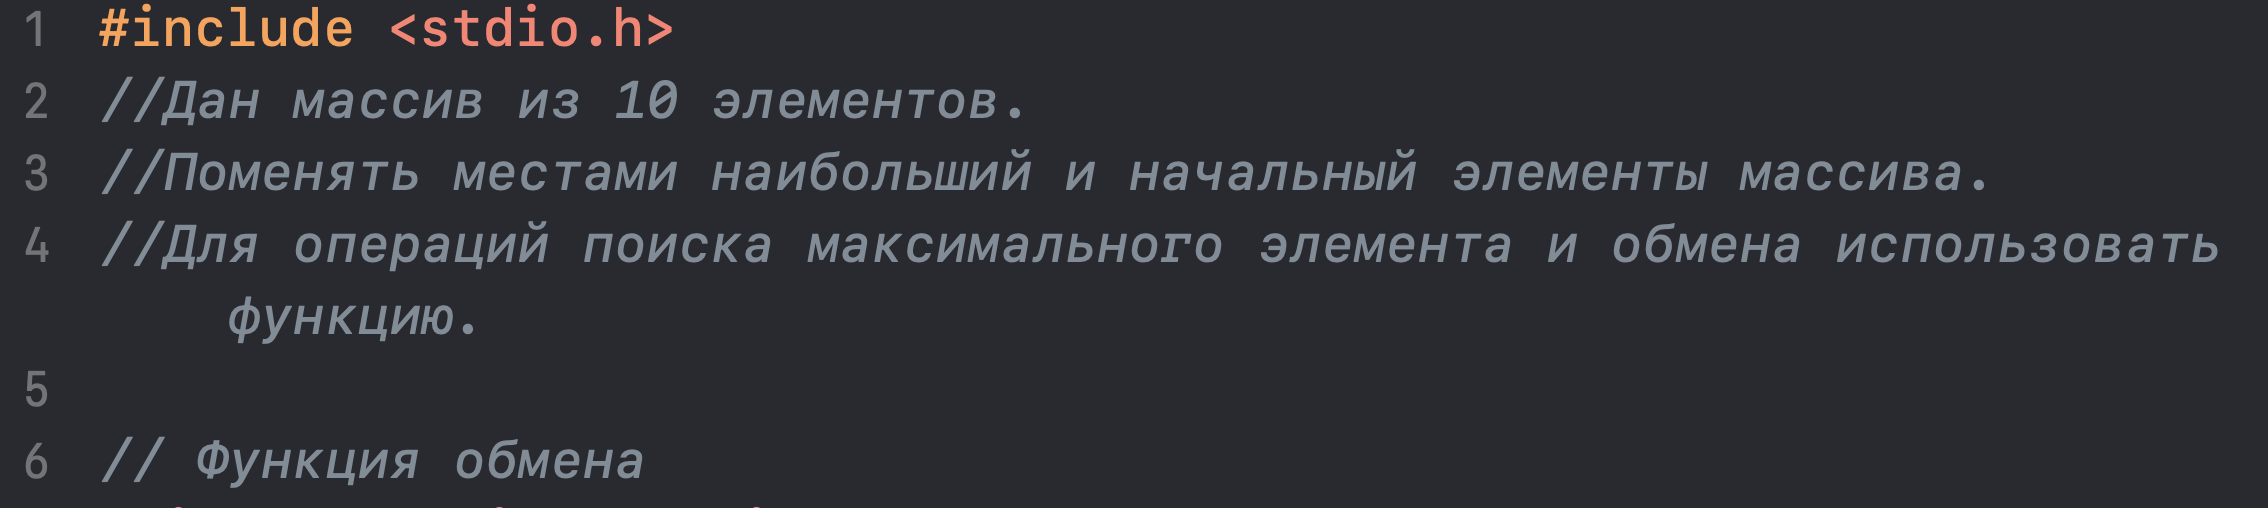 1 #include <stdio.h>
2 //Дан массив из 10 элементов.
3 //Поменять местами наибольший и начальный элементы массива.
4 //Для операций поиска максимального элемента и обмена использовать
функцию.
5
6 // Функция обмена